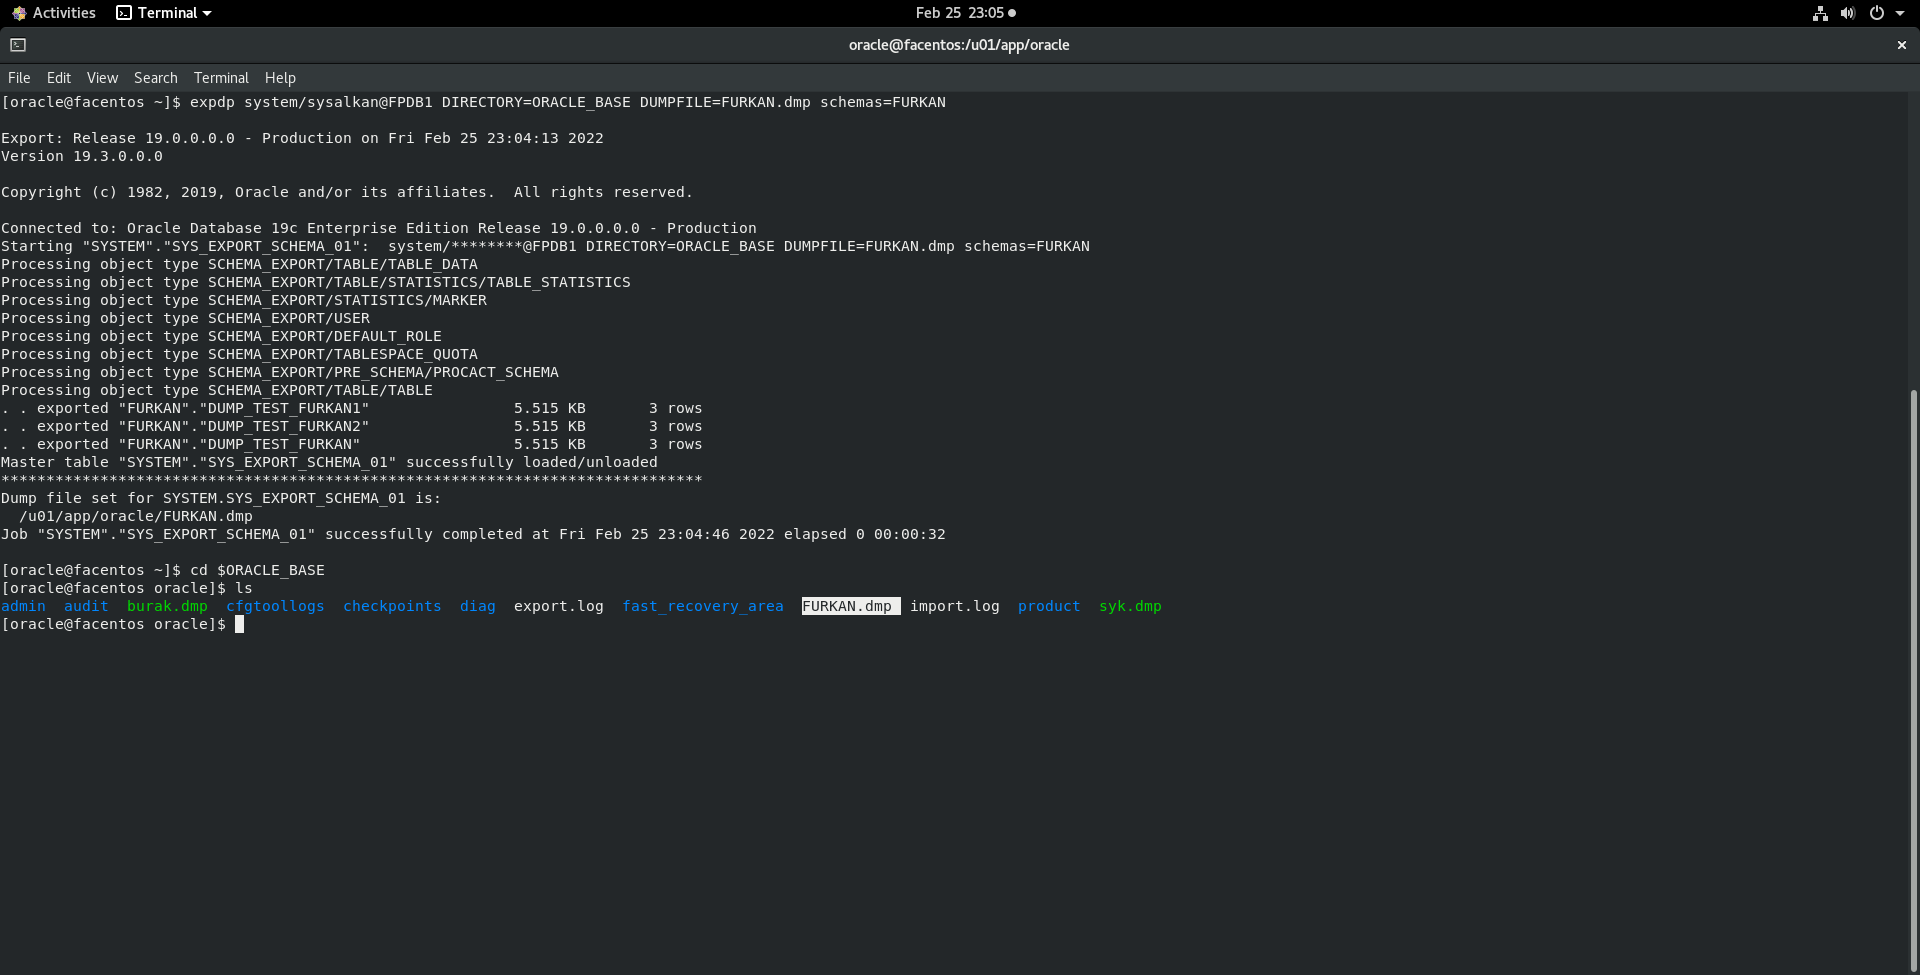 Activities Terminal Feb 25 23:05
oracle@facentos:/u01/app/oracle
File Edit View Search Terminal Help
[oracle@facentos ~]$ expdp system/sysalkan@FPDB1 DIRECTORY=ORACLE_BASE DUMPFILE=FURKAN.dmp schemas=FURKAN
Export: Release 19.0.0.0.0 - Production on Fri Feb 25 23:04:13 2022
Version 19.3.0.0.0
Copyright (c) 1982, 2019, Oracle and/or its affiliates.  All rights reserved.
Connected to: Oracle Database 19c Enterprise Edition Release 19.0.0.0.0 - Production
Starting "SYSTEM"."SYS_EXPORT_SCHEMA_01":  system/********@FPDB1 DIRECTORY=ORACLE_BASE DUMPFILE=FURKAN.dmp schemas=FURKAN
Processing object type SCHEMA_EXPORT/TABLE/TABLE_DATA
Processing object type SCHEMA_EXPORT/TABLE/STATISTICS/TABLE_STATISTICS
Processing object type SCHEMA_EXPORT/STATISTICS/MARKER
Processing object type SCHEMA_EXPORT/USER
Processing object type SCHEMA_EXPORT/DEFAULT_ROLE
Processing object type SCHEMA_EXPORT/TABLESPACE_QUOTA
Processing object type SCHEMA_EXPORT/PRE_SCHEMA/PROCACT_SCHEMA
Processing object type SCHEMA_EXPORT/TABLE/TABLE
. . exported "FURKAN"."DUMP_TEST_FURKAN1"                5.515 KB       3 rows
. . exported "FURKAN"."DUMP_TEST_FURKAN2"                5.515 KB       3 rows
. . exported "FURKAN"."DUMP_TEST_FURKAN"                 5.515 KB       3 rows
Master table "SYSTEM"."SYS_EXPORT_SCHEMA_01" successfully loaded/unloaded
******************************************************************************
Dump file set for SYSTEM.SYS_EXPORT_SCHEMA_01 is:
  /u01/app/oracle/FURKAN.dmp
Job "SYSTEM"."SYS_EXPORT_SCHEMA_01" successfully completed at Fri Feb 25 23:04:46 2022 elapsed 0 00:00:32
[oracle@facentos ~]$ cd $ORACLE_BASE
[oracle@facentos oracle]$ ls
admin  audit  burak.dmp  cfgtoollogs  checkpoints  diag  export.log  fast_recovery_area  FURKAN.dmp  import.log  product  syk.dmp
[oracle@facentos oracle]$